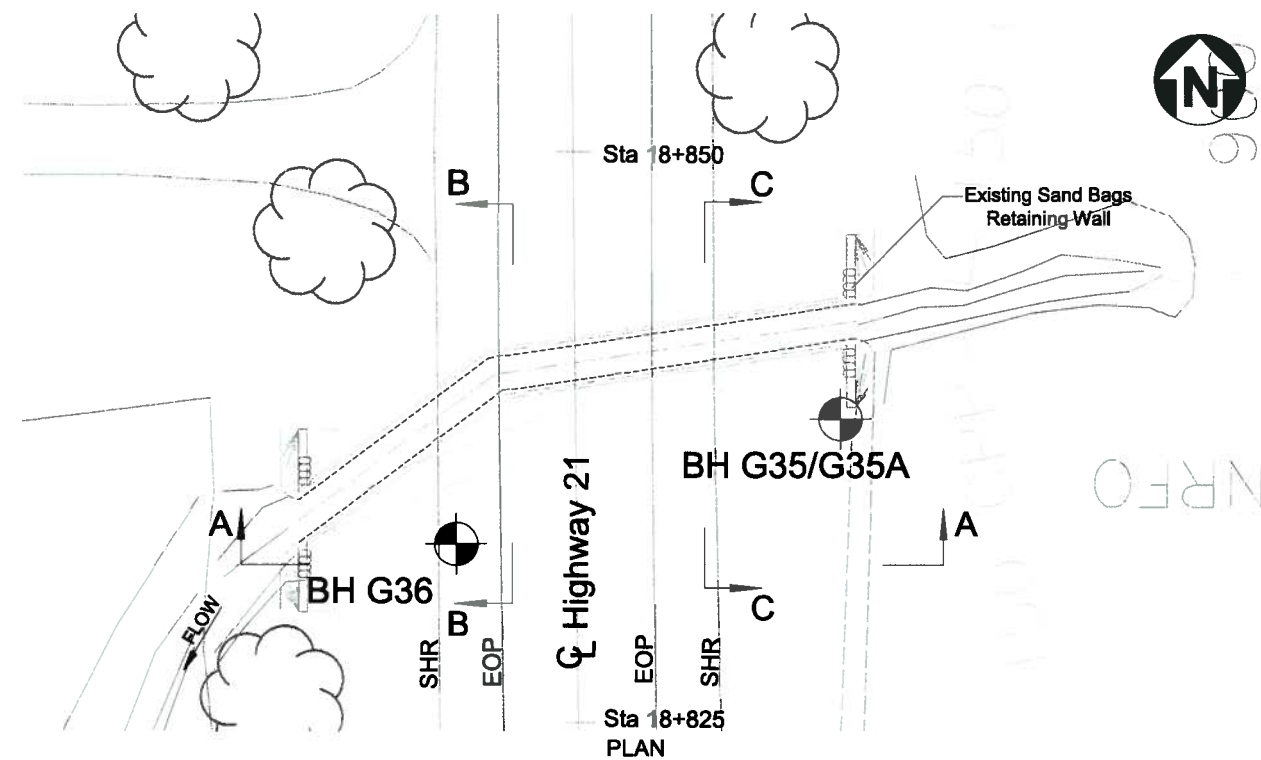 N
Sta 18+850
B
C
Existing Sand Bags
Retaining Wall
BH G35/G35A
A
A
BH G36
B
C
FLOW
SHR
EOP
C̲L Highway 21
EOP
SHR
Sta 18+825
PLAN